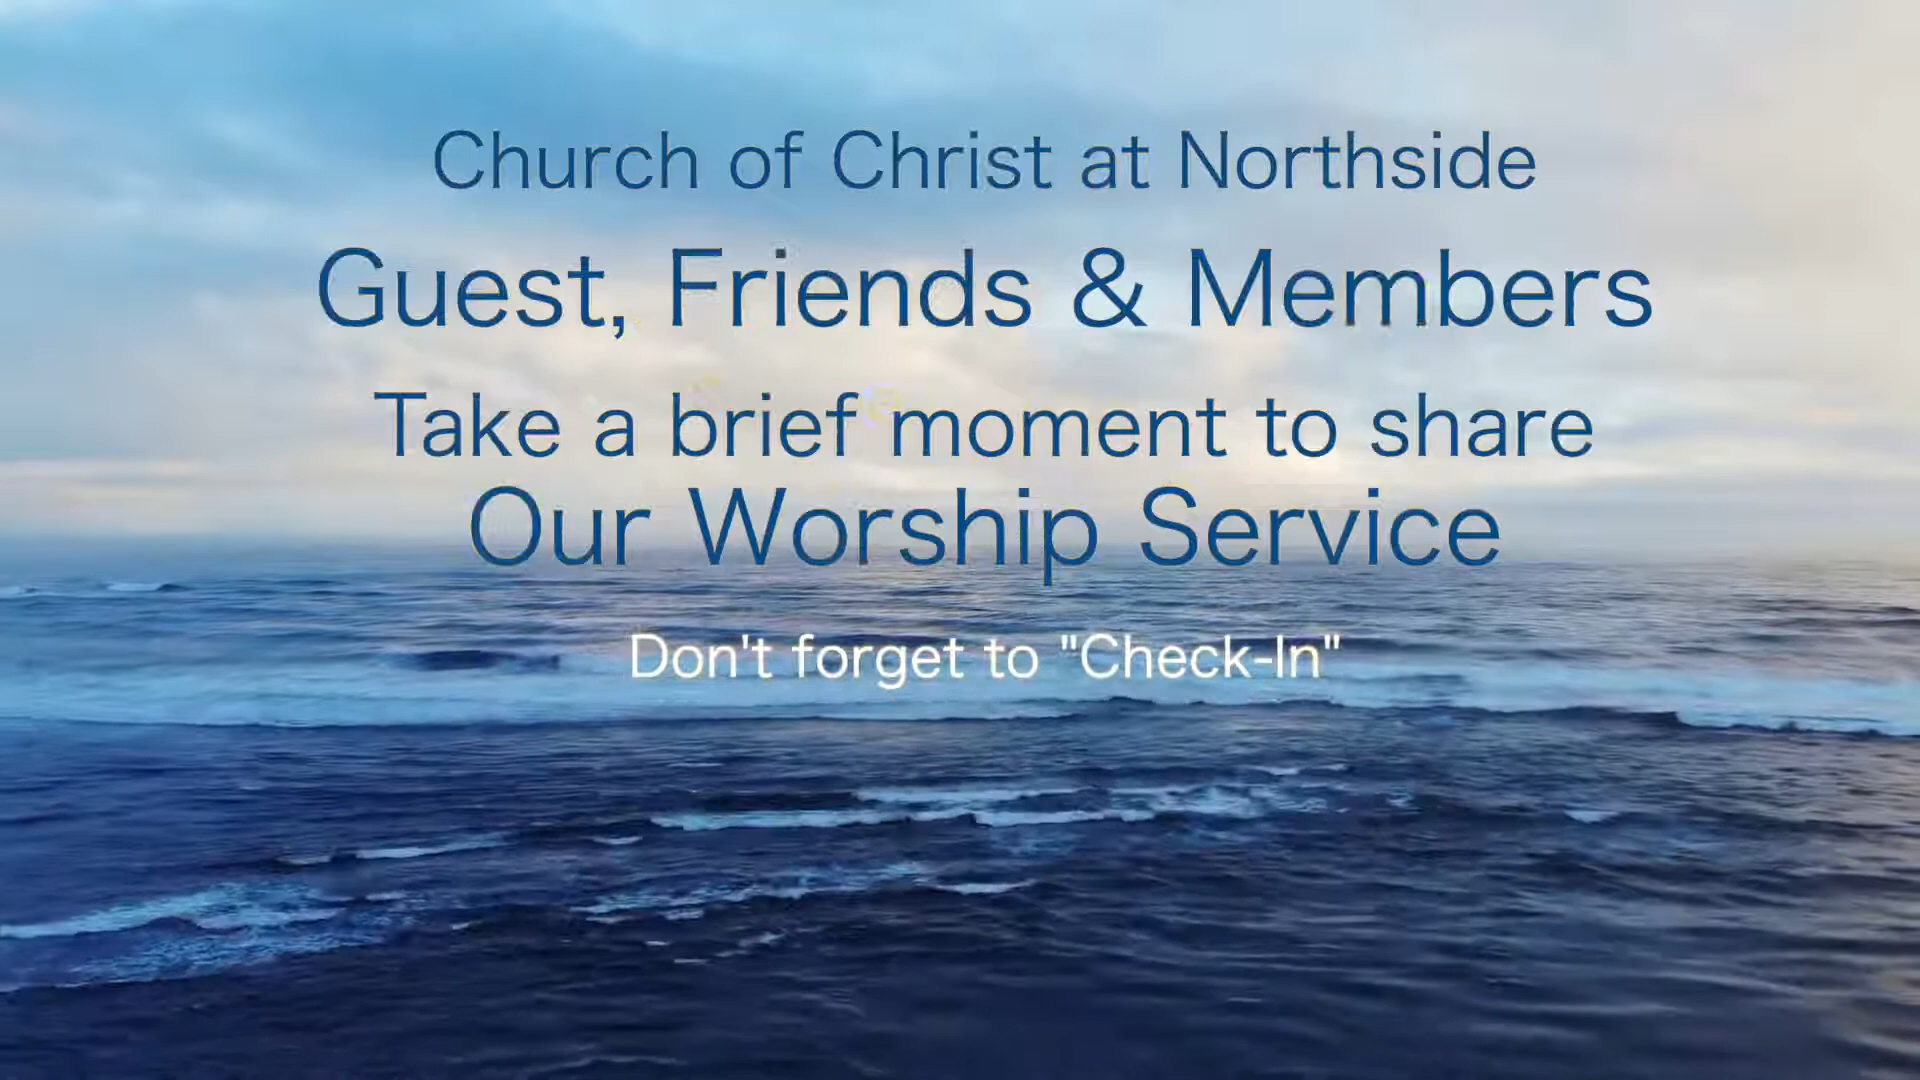 Church of Christ at Northside
Guest, Friends & Members
Take a brief moment to share
Our Worship Service
Don't forget to "Check-In"